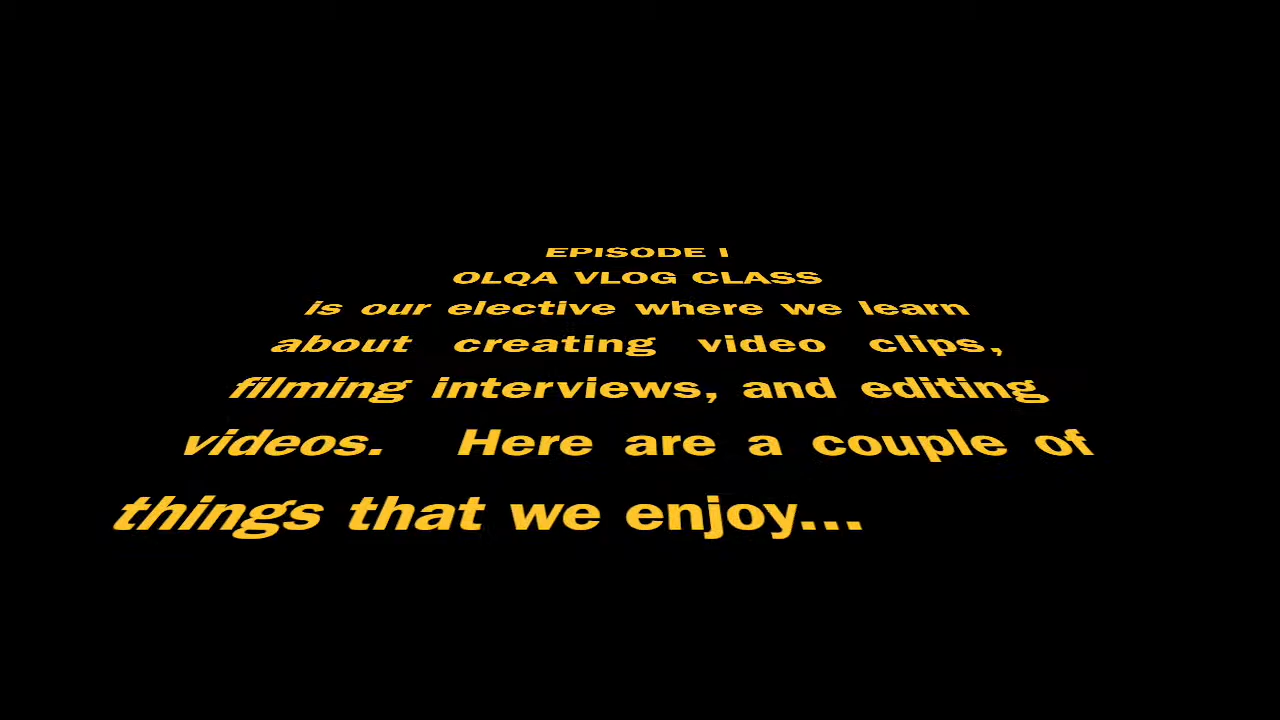 EPISODE I
OLQA VLOG CLASS
is our elective where we learn
about creating video clips,
filming interviews, and editing
videos. Here are a couple of
things that we enjoy...